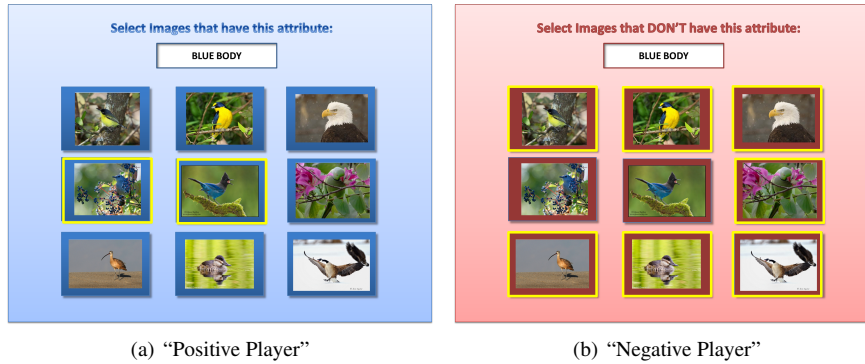 Select Images that have this attribute:
BLUE BODY
(a) “Positive Player”
Select Images that DON’T have this attribute:
BLUE BODY
(b) “Negative Player”